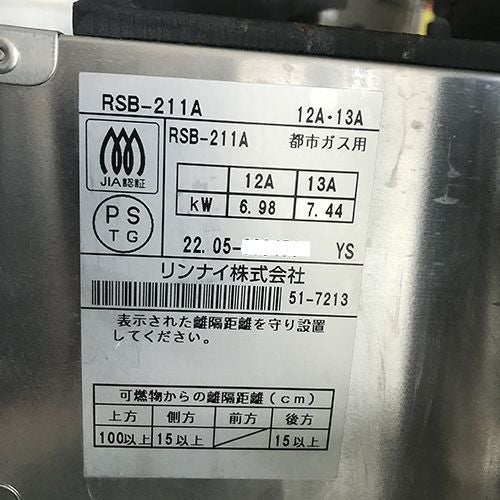 RSB-211A 12A·13A
RSB-211A 都市ガス用
JIA認証
12A 13A
kW 6.98 7.44
PS
TG
22.05- YS
リンナイ株式会社
51-7213
表示された離隔距離を守り設置
してください。
可燃物からの離隔距離(cm)
上方 側方 前方 後方
100以上 15以上 15以上